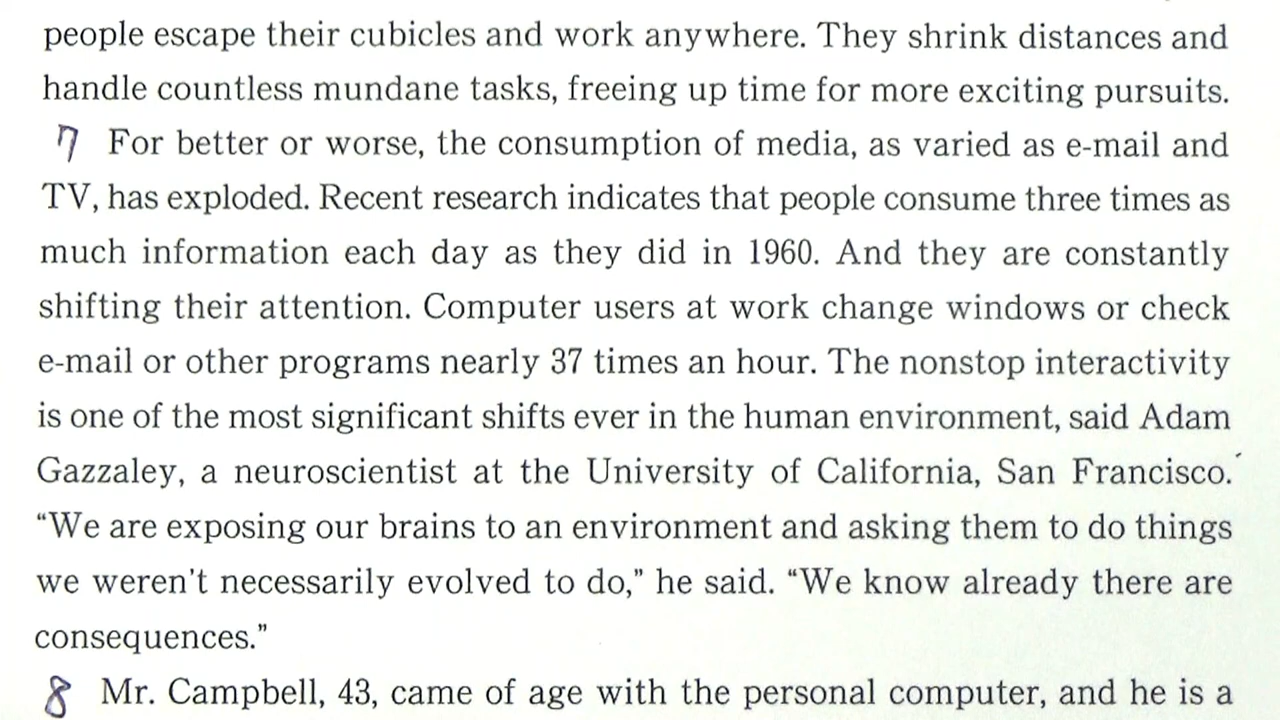 people escape their cubicles and work anywhere. They shrink distances and
handle countless mundane tasks, freeing up time for more exciting pursuits.
7 For better or worse, the consumption of media, as varied as e-mail and
TV, has exploded. Recent research indicates that people consume three times as
much information each day as they did in 1960. And they are constantly
shifting their attention. Computer users at work change windows or check
e-mail or other programs nearly 37 times an hour. The nonstop interactivity
is one of the most significant shifts ever in the human environment, said Adam
Gazzaley, a neuroscientist at the University of California, San Francisco.
“We are exposing our brains to an environment and asking them to do things
we weren't necessarily evolved to do,” he said. “We know already there are
consequences.”
8 Mr. Campbell, 43, came of age with the personal computer, and he is a